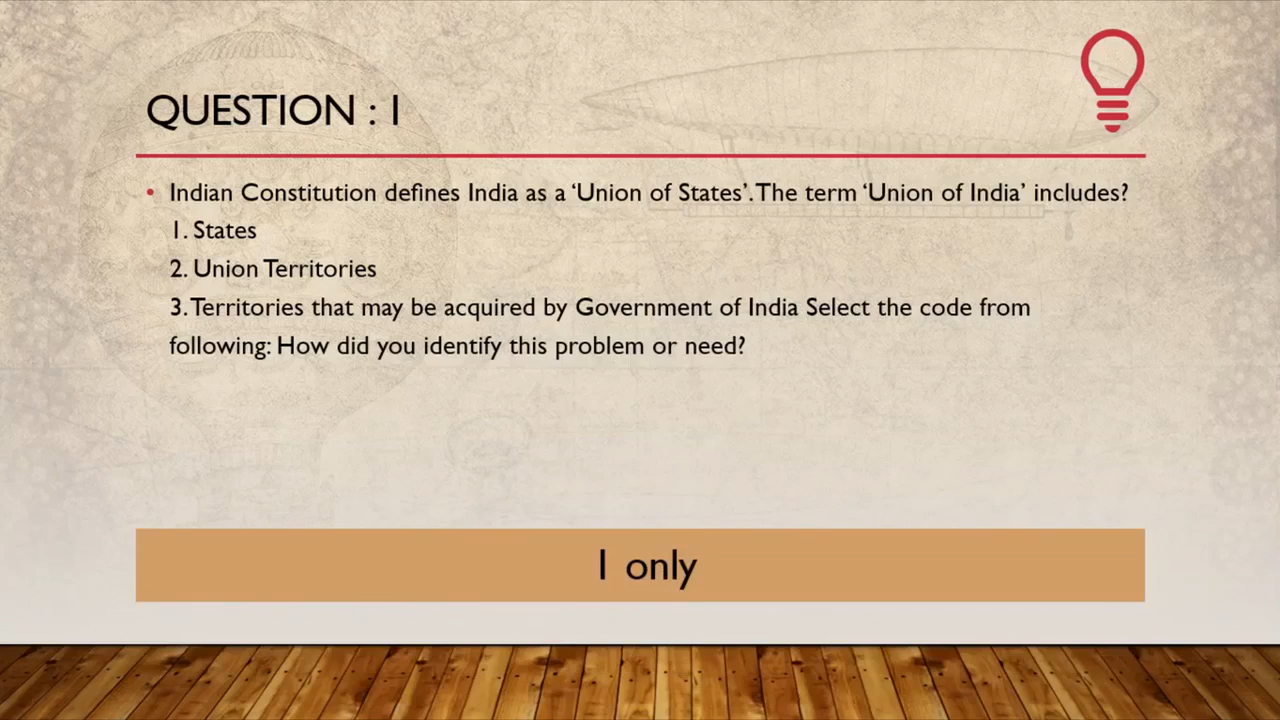 QUESTION : 1
• Indian Constitution defines India as a ‘Union of States’. The term ‘Union of India’ includes?
1. States
2. Union Territories
3. Territories that may be acquired by Government of India Select the code from
following: How did you identify this problem or need?
1 only